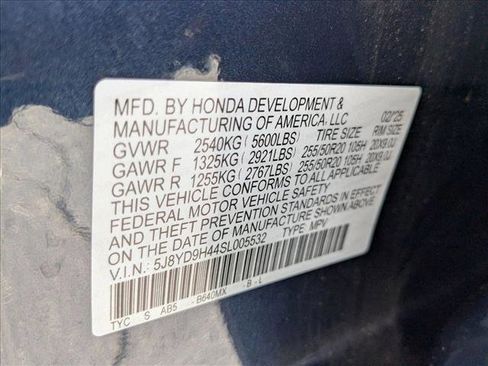 MFD. BY HONDA DEVELOPMENT &
MANUFACTURING OF AMERICA, LLC 02/25
GVWR 2540KG (5600LBS) TIRE SIZE RIM SIZE
GAWR F 1325KG (2921LBS) 255/50R20 105H 20X9.0J
GAWR R 1255KG (2767LBS) 255/50R20 105H 20X9.0J
THIS VEHICLE CONFORMS TO ALL APPLICABLE
FEDERAL MOTOR VEHICLE SAFETY
AND THEFT PREVENTION STANDARDS IN EFFECT
ON THE DATE OF MANUFACTURE SHOWN ABOVE.
V.I.N.: 5J8YD9H44SL005532 TYPE MPV
TYC S AB5 - B640MX - B - L